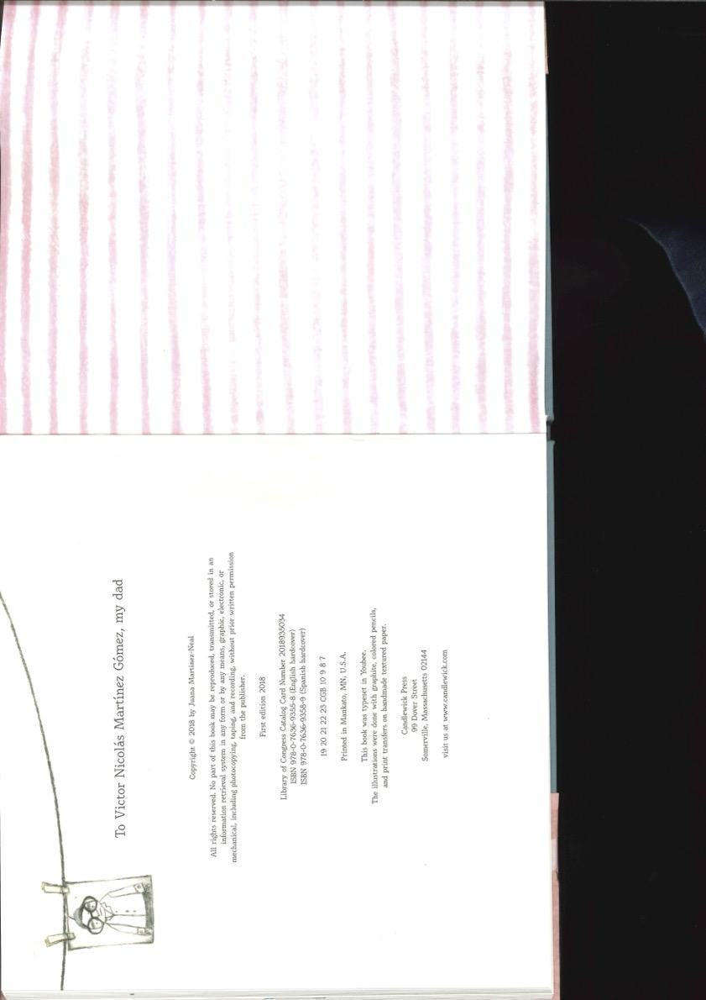 To Victor Nicolás Martínez Gómez, my dad
Copyright © 2018 by Juana Martinez-Neal
All rights reserved. No part of this book may be reproduced, transmitted, or stored in an
information retrieval system in any form or by any means, graphic, electronic, or
mechanical, including photocopying, taping, and recording, without prior written permission
from the publisher.
First edition 2018
Library of Congress Catalog Card Number 2018935034
ISBN 978-0-7636-9355-8 (English hardcover)
ISBN 978-0-7636-9358-9 (Spanish hardcover)
19 20 21 22 23 CGB 10 9 8 7
Printed in Mankato, MN, U.S.A.
This book was typeset in Youbee.
The illustrations were done with graphite, colored pencils,
and print transfers on handmade textured paper.
Candlewick Press
99 Dover Street
Somerville, Massachusetts 02144
visit us at www.candlewick.com